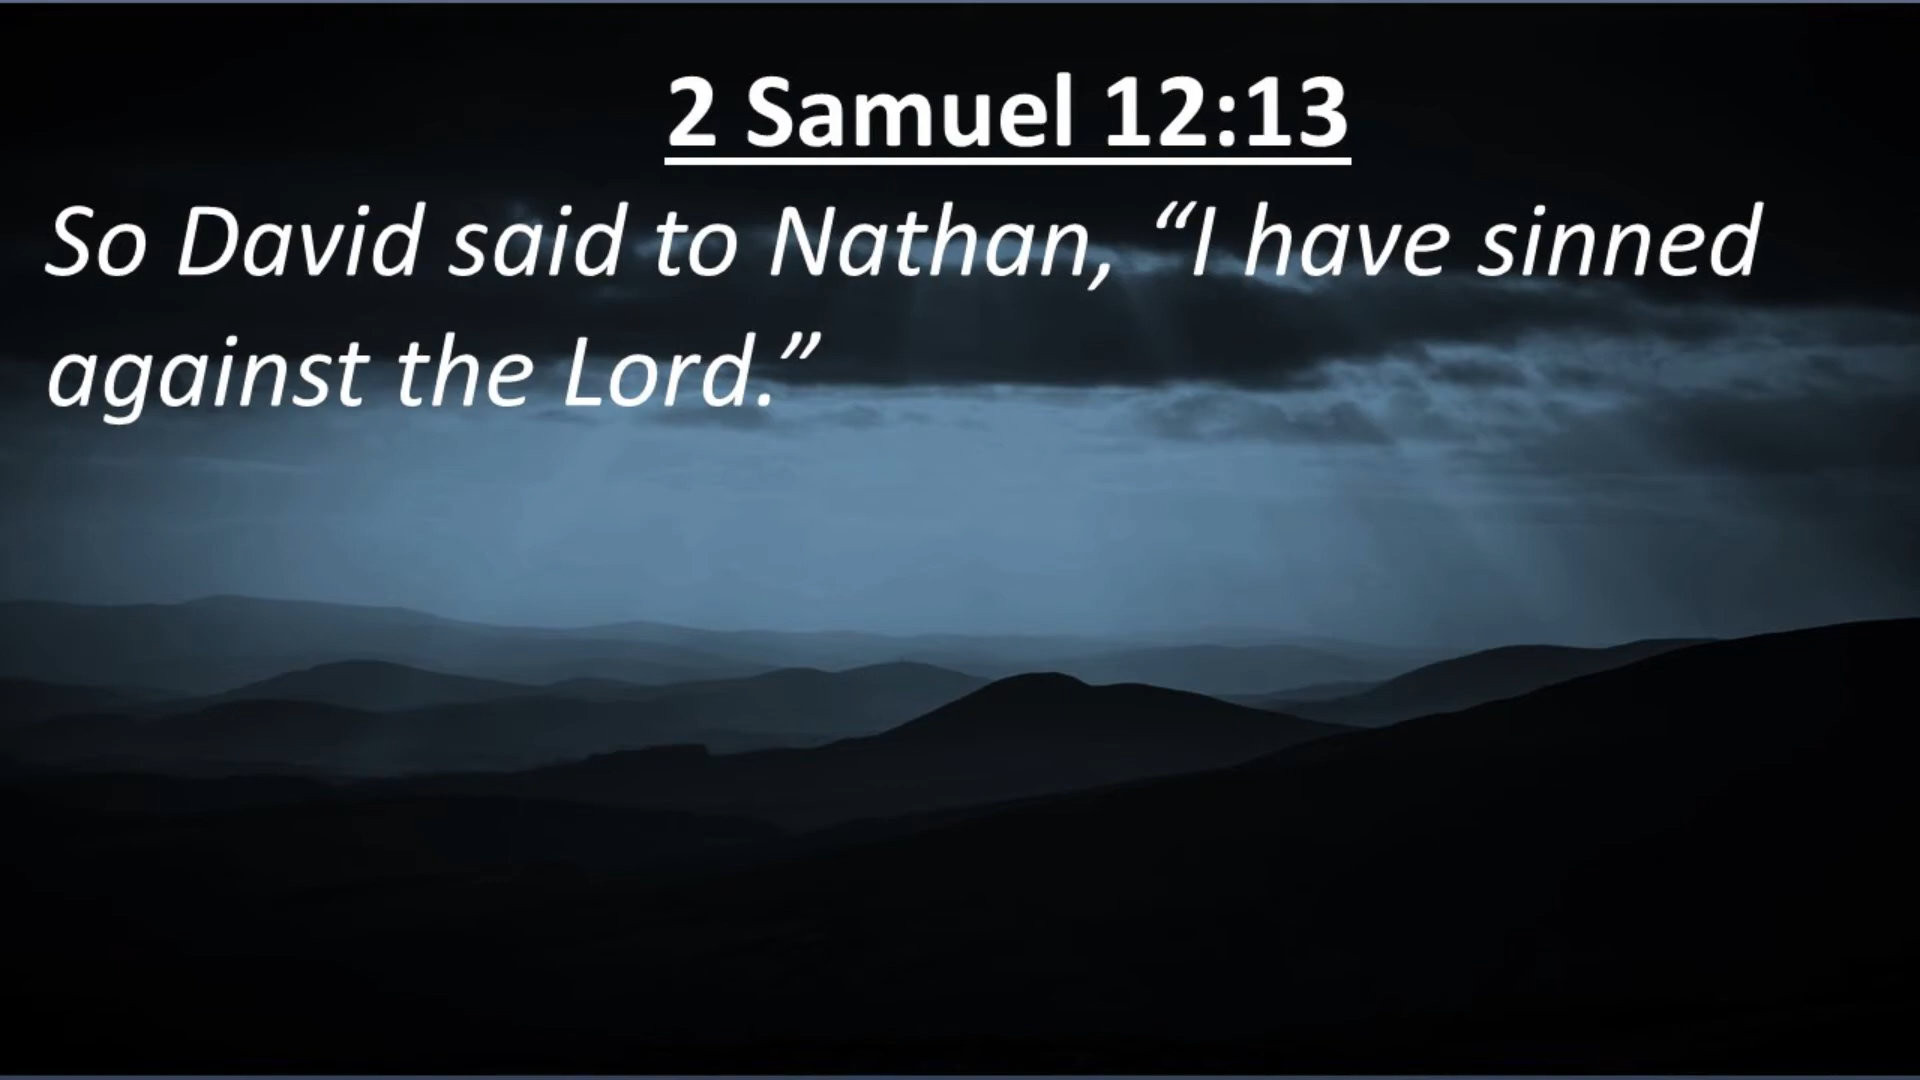 2 Samuel 12:13
So David said to Nathan, “I have sinned
against the Lord.”